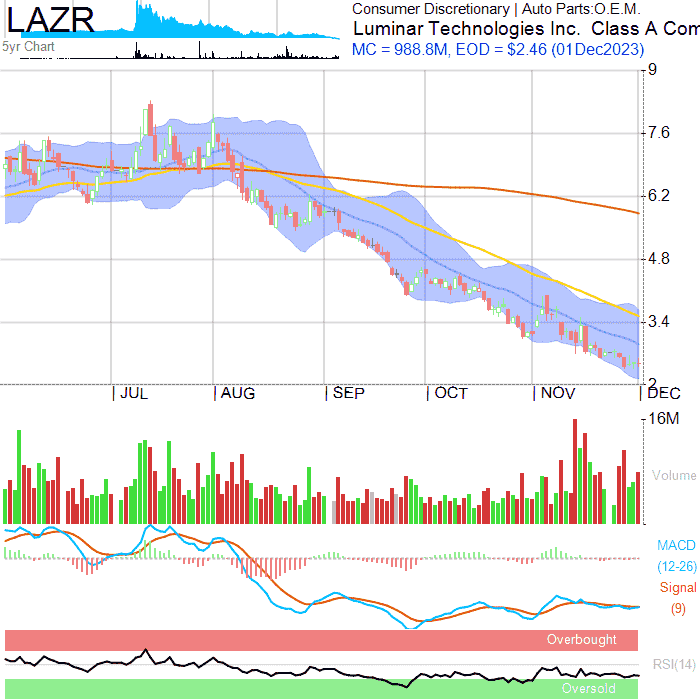 LAZR
5yr Chart
Consumer Discretionary | Auto Parts:O.E.M.
Luminar Technologies Inc.  Class A Com
MC = 988.8M, EOD = $2.46 (01Dec2023)
9
7.6
6.2
4.8
3.4
2
JUL AUG SEP OCT NOV DEC
16M
Volume
MACD
(12-26)
Signal
(9)
Overbought
RSI(14)
Oversold